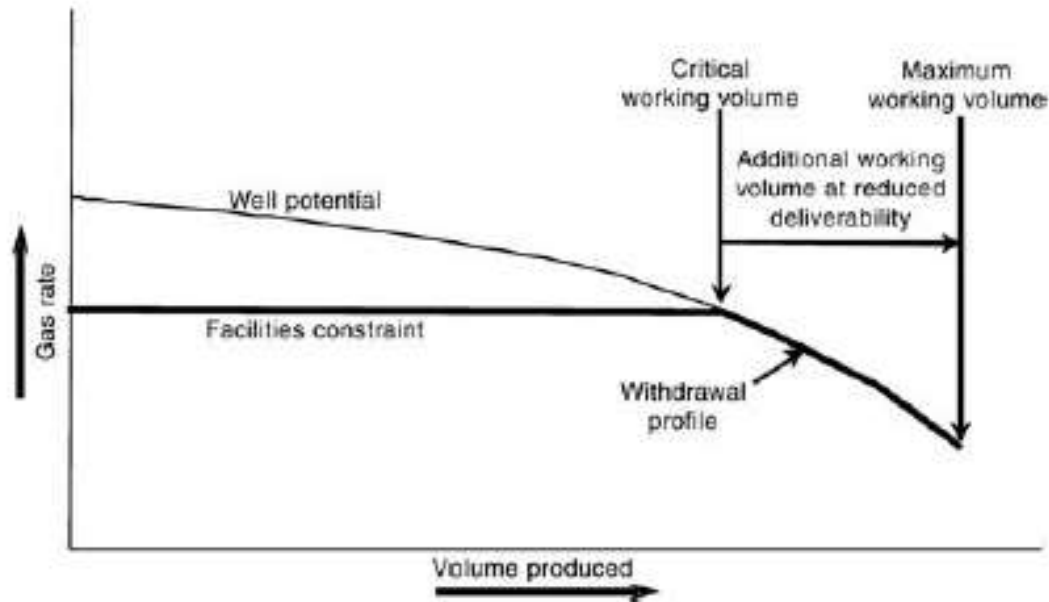 Critical
working volume
Maximum
working volume
Additional working
volume at reduced
deliverability
Well potential
Gas rate
Facilities constraint
Withdrawal
profile
Volume produced